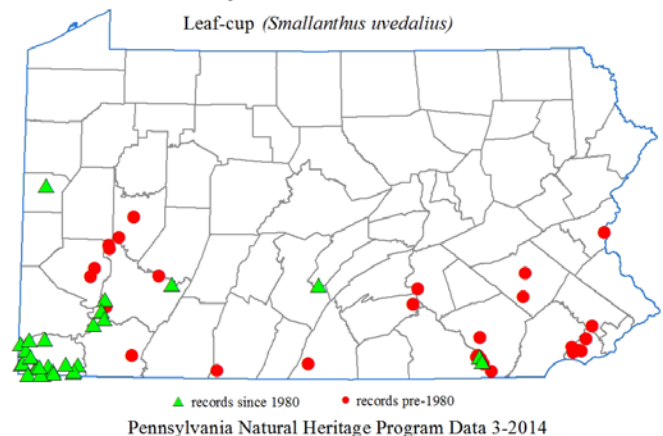 Leaf-cup (Smallanthus uvedalius)
records since 1980 records pre-1980
Pennsylvania Natural Heritage Program Data 3-2014